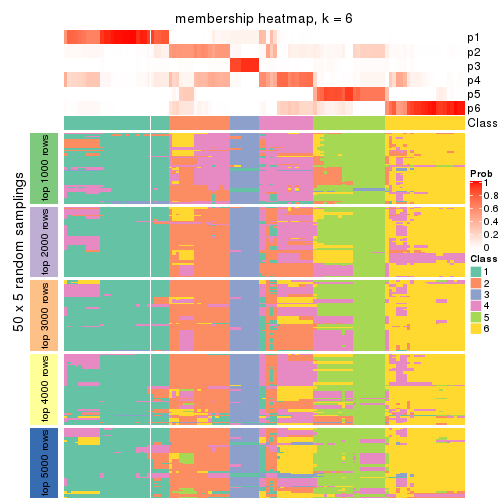 membership heatmap, k = 6
p1
p2
p3
p4
p5
p6
Class
50 x 5 random samplings
top 1000 rows
top 2000 rows
top 3000 rows
top 4000 rows
top 5000 rows
Prob
1
0.8
0.6
0.4
0.2
0
Class
1
2
3
4
5
6